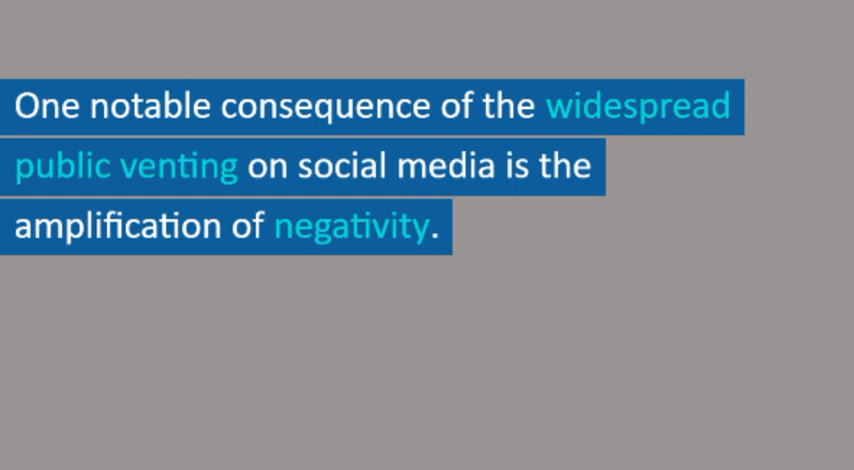 One notable consequence of the widespread
public venting on social media is the
amplification of negativity.